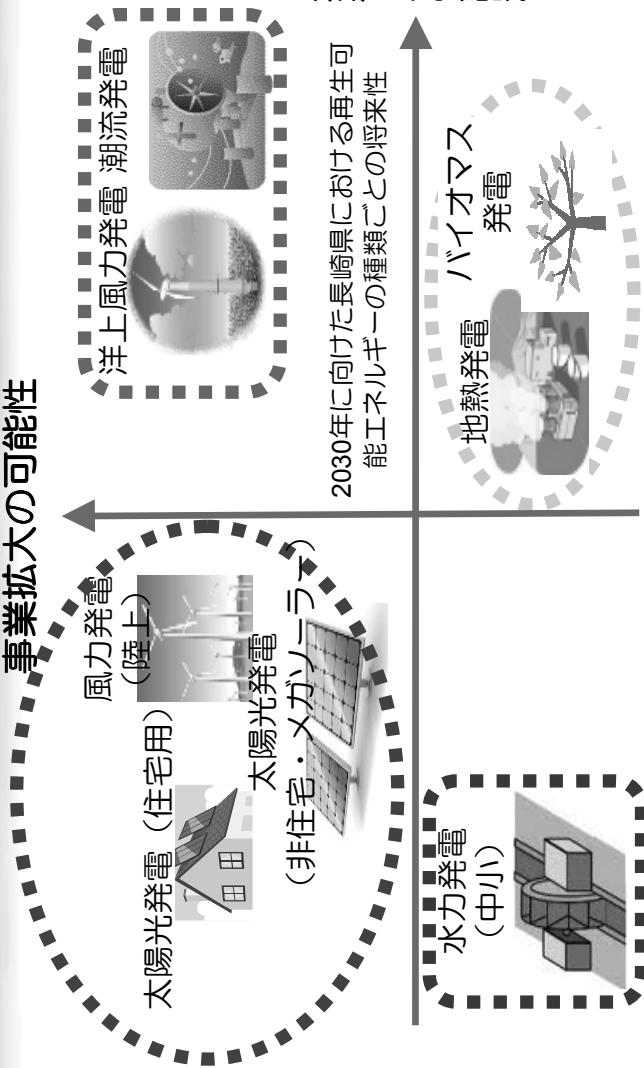 事業拡大の可能性
風力発電
（陸上）
太陽光発電（住宅用）
太陽光発電
（非住宅・メガソーラー）
洋上風力発電 潮流発電
2030年に向けた長崎県における再生可
能エネルギーの種類ごとの将来性
水力発電
（中小）
地熱発電
バイオマス
発電